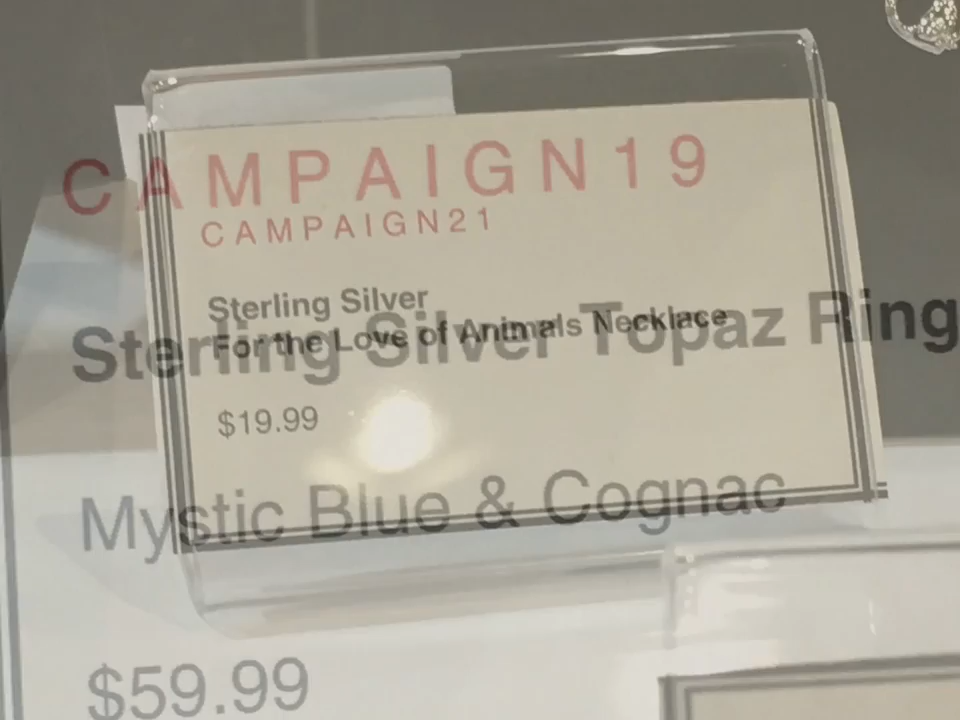 CAMPAIGN19
CAMPAIGN21
Sterling Silver
For the Love of Animals Necklace
$19.99
Sterling Silver Topaz Ring
Mystic Blue & Cognac
$59.99